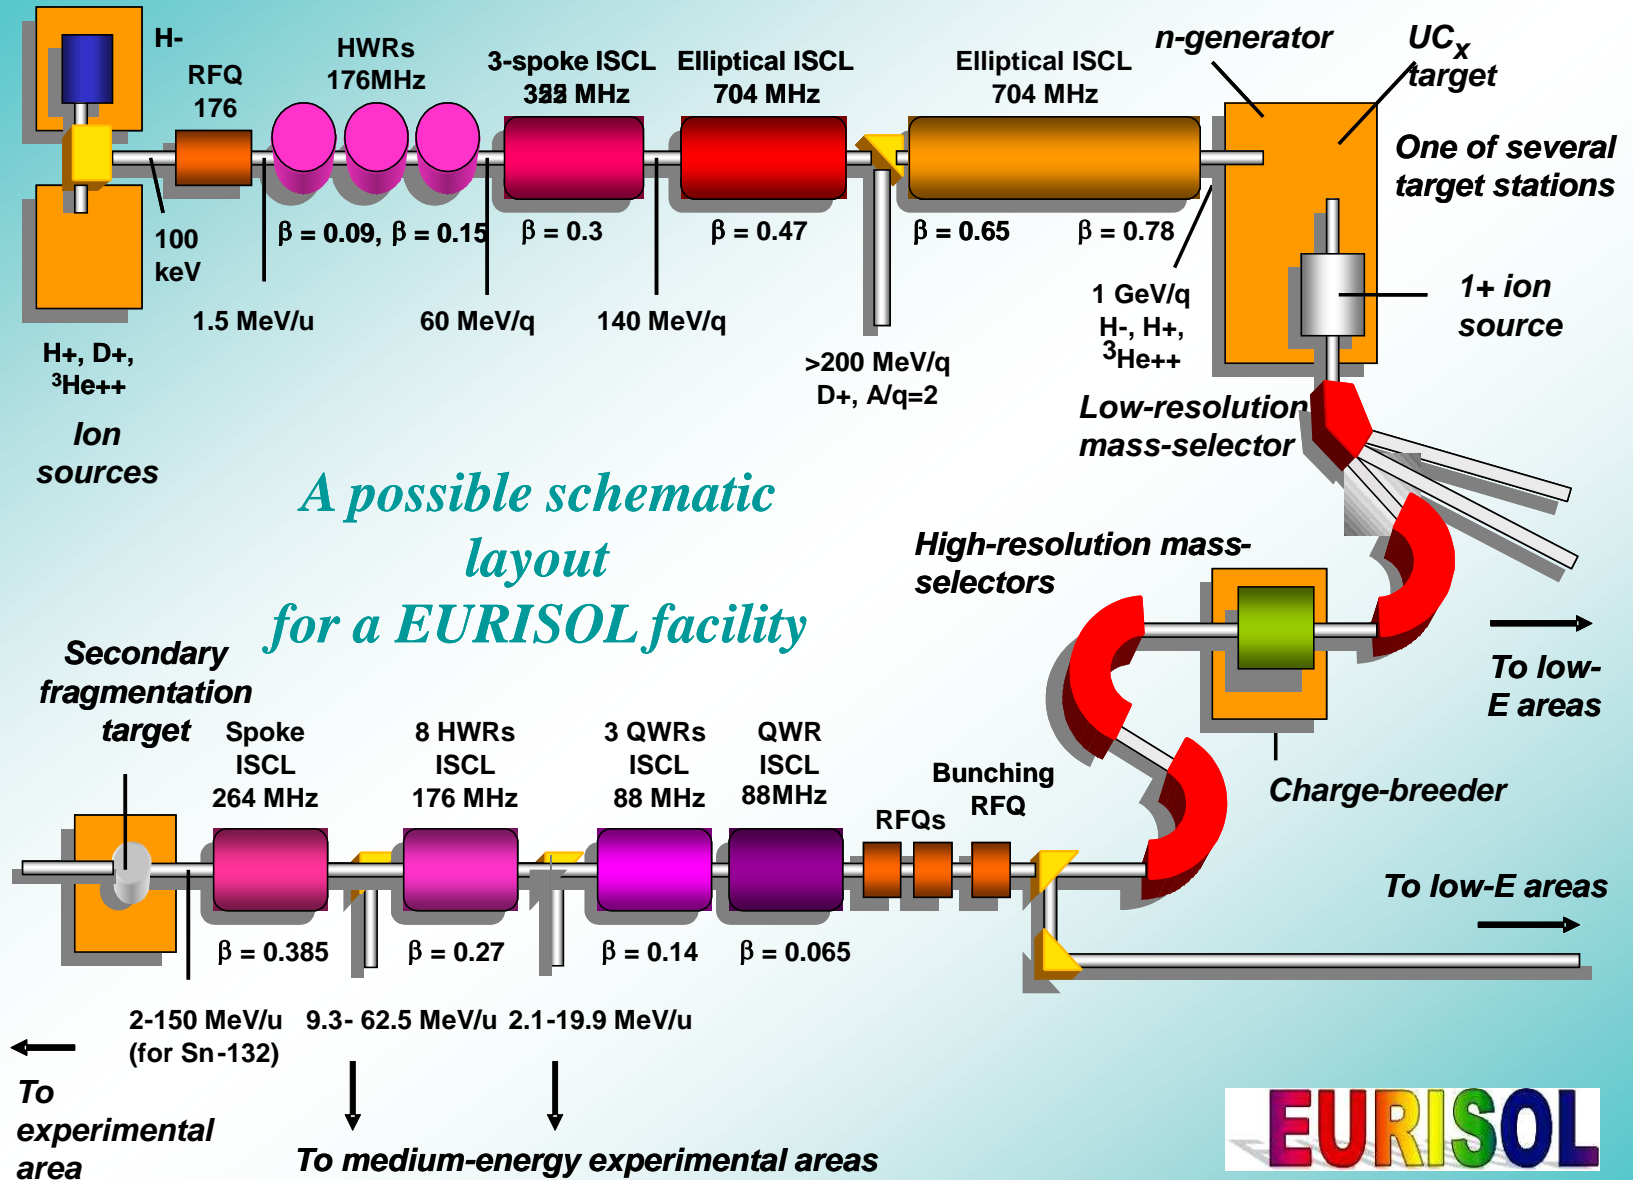 H-
RFQ
176
HWRs
176MHz
3-spoke ISCL
MHz
Elliptical ISCL
704 MHz
Elliptical ISCL
704 MHz
n-generator
UCx
target
One of several
target stations
β = 0.09, β = 0.15
β = 0.3
β = 0.47
β = 0.65
β = 0.78
100
keV
1.5 MeV/u
60 MeV/q
140 MeV/q
>200 MeV/q
D+, A/q=2
1 GeV/q
H-, H+,
3He++
1+ ion
source
H+, D+,
3He++
Ion
sources
Low-resolution
mass-selector
A possible schematic
layout
for a EURISOL facility
High-resolution mass-
selectors
To low-
E areas
Charge-breeder
Secondary
fragmentation
target
Spoke
ISCL
264 MHz
8 HWRs
ISCL
176 MHz
3 QWRs
ISCL
88 MHz
QWR
ISCL
88MHz
RFQs
Bunching
RFQ
To low-E areas
β = 0.385
β = 0.27
β = 0.14
β = 0.065
2-150 MeV/u
(for Sn-132)
9.3- 62.5 MeV/u
2.1-19.9 MeV/u
To
experimental
area
To medium-energy experimental areas
EURISOL